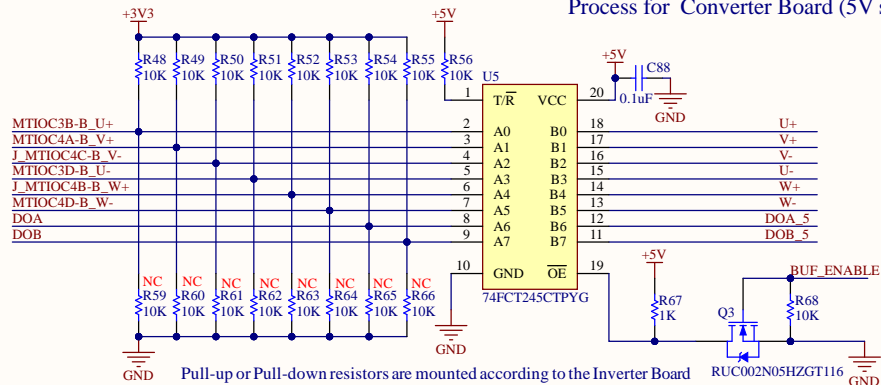 Process for Converter Board (5V s
+3V3
+5V
R48 R49 R50 R51 R52 R53 R54 R55 R56
10K 10K 10K 10K 10K 10K 10K 10K 10K
U5
+5V
C88
0.1uF
GND
1 T/R VCC 20
MTIOC3B-B_U+ 2 A0 B0 18 U+
MTIOC4A-B_V+ 3 A1 B1 17 V+
J_MTIOC4C-B_V- 4 A2 B2 16 V-
MTIOC3D-B_U- 5 A3 B3 15 U-
J_MTIOC4B-B_W+ 6 A4 B4 14 W+
MTIOC4D-B_W- 7 A5 B5 13 W-
DOA 8 A6 B6 12 DOA_5
DOB 9 A7 B7 11 DOB_5
10 GND OE 19
74FCT245CTPYG
GND
NC NC NC NC NC NC NC NC
R59 R60 R61 R62 R63 R64 R65 R66
10K 10K 10K 10K 10K 10K 10K 10K
GND
+5V
R67
1K
BUF_ENABLE
Q3
R68
10K
RUC002N05HZGT116
GND
Pull-up or Pull-down resistors are mounted according to the Inverter Board